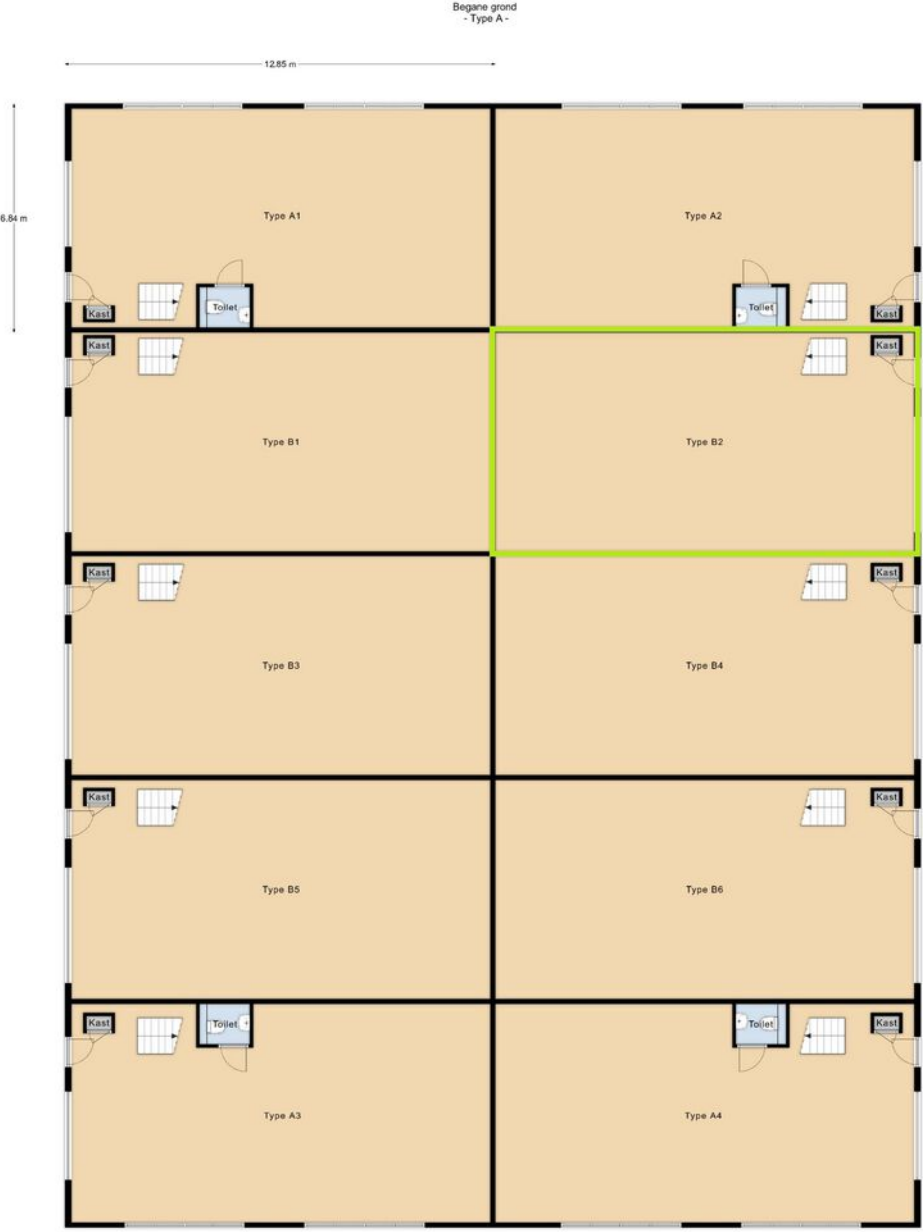 Begane grond
- Type A -
12.85 m
6.84 m
Type A1
Type A2
Toilet
Toilet
Kast
Kast
Kast
Kast
Type B1
Type B2
Kast
Kast
Type B3
Type B4
Kast
Kast
Type B5
Type B6
Kast
Toilet
Toilet
Kast
Type A3
Type A4